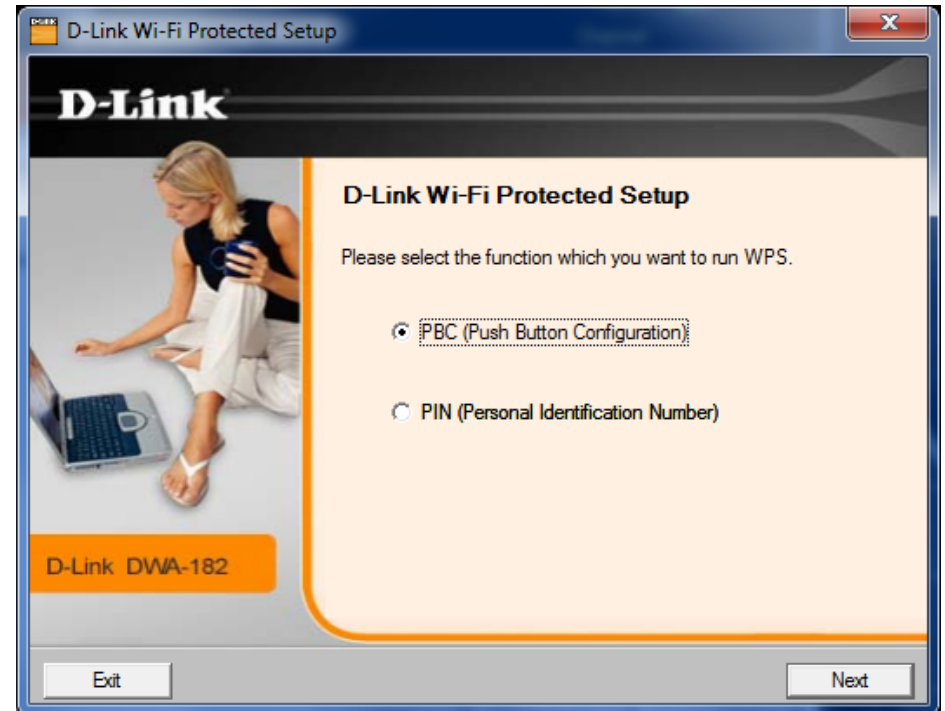 D-Link Wi-Fi Protected Setup
D-Link
D-Link Wi-Fi Protected Setup
Please select the function which you want to run WPS.
PBC (Push Button Configuration)
PIN (Personal Identification Number)
D-Link DWA-182
Exit
Next